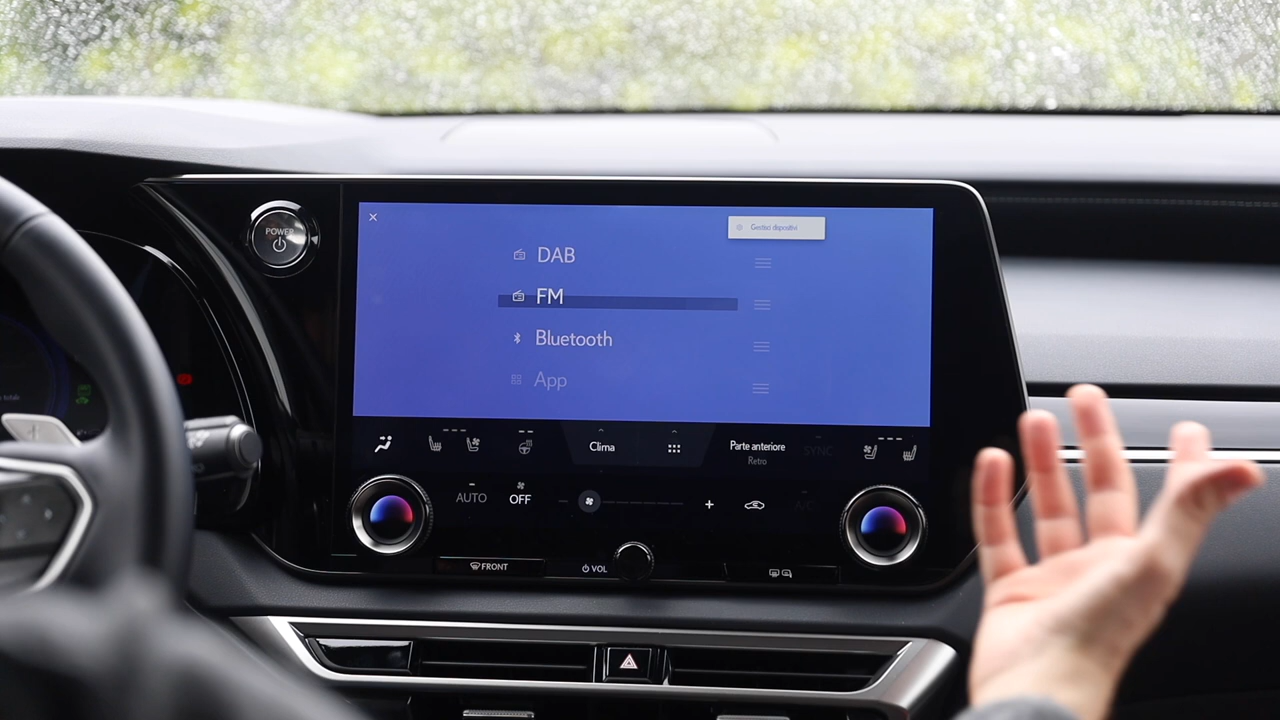 POWER
Gestisci dispositivi
DAB
FM
Bluetooth
App
Clima
Parte anteriore
Retro
SYNC
AUTO
OFF
A/C
FRONT
VOL